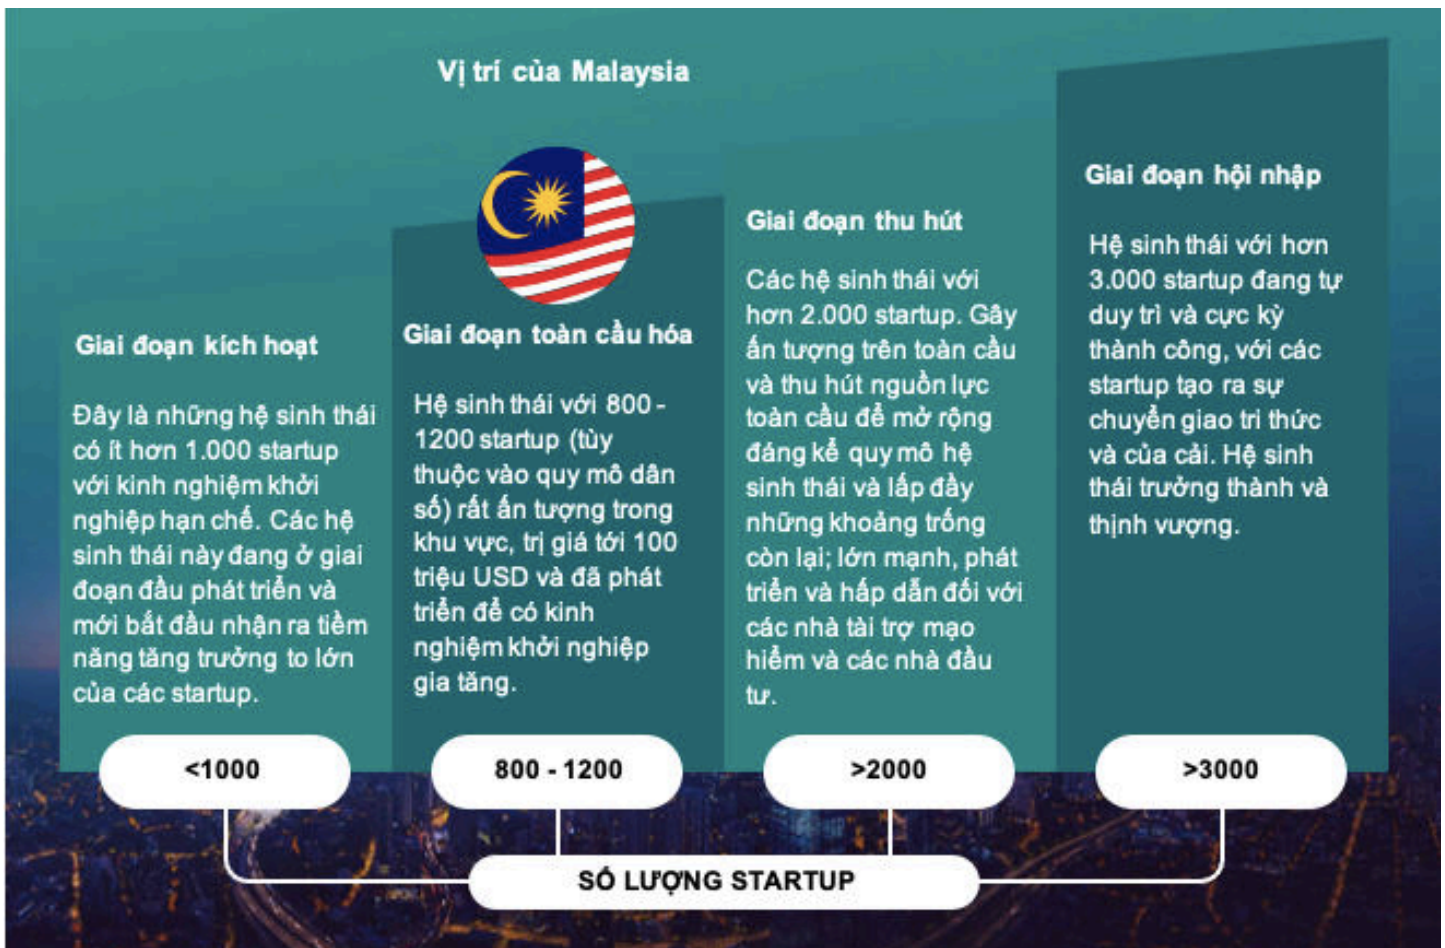 Vị trí của Malaysia
Giai đoạn kích hoạt
Đây là những hệ sinh thái
có ít hơn 1.000 startup
với kinh nghiệm khởi
nghiệp hạn chế. Các hệ
sinh thái này đang ở giai
đoạn đầu phát triển và
mới bắt đầu nhận ra tiềm
năng tăng trưởng to lớn
của các startup.
<1000
Giai đoạn toàn cầu hóa
Hệ sinh thái với 800 -
1200 startup (tùy
thuộc vào quy mô dân
số) rất ấn tượng trong
khu vực, trị giá tới 100
triệu USD và đã phát
triển để có kinh
nghiệm khởi nghiệp
gia tăng.
800 - 1200
Giai đoạn thu hút
Các hệ sinh thái với
hơn 2.000 startup. Gây
ấn tượng trên toàn cầu
và thu hút nguồn lực
toàn cầu để mở rộng
đáng kể quy mô hệ
sinh thái và lấp đầy
những khoảng trống
còn lại; lớn mạnh, phát
triển và hấp dẫn đối với
các nhà tài trợ mạo
hiểm và các nhà đầu
tư.
>2000
Giai đoạn hội nhập
Hệ sinh thái với hơn
3.000 startup đang tự
duy trì và cực kỳ
thành công, với các
startup tạo ra sự
chuyển giao tri thức
và của cải. Hệ sinh
thái trưởng thành và
thịnh vượng.
>3000
SỐ LƯỢNG STARTUP